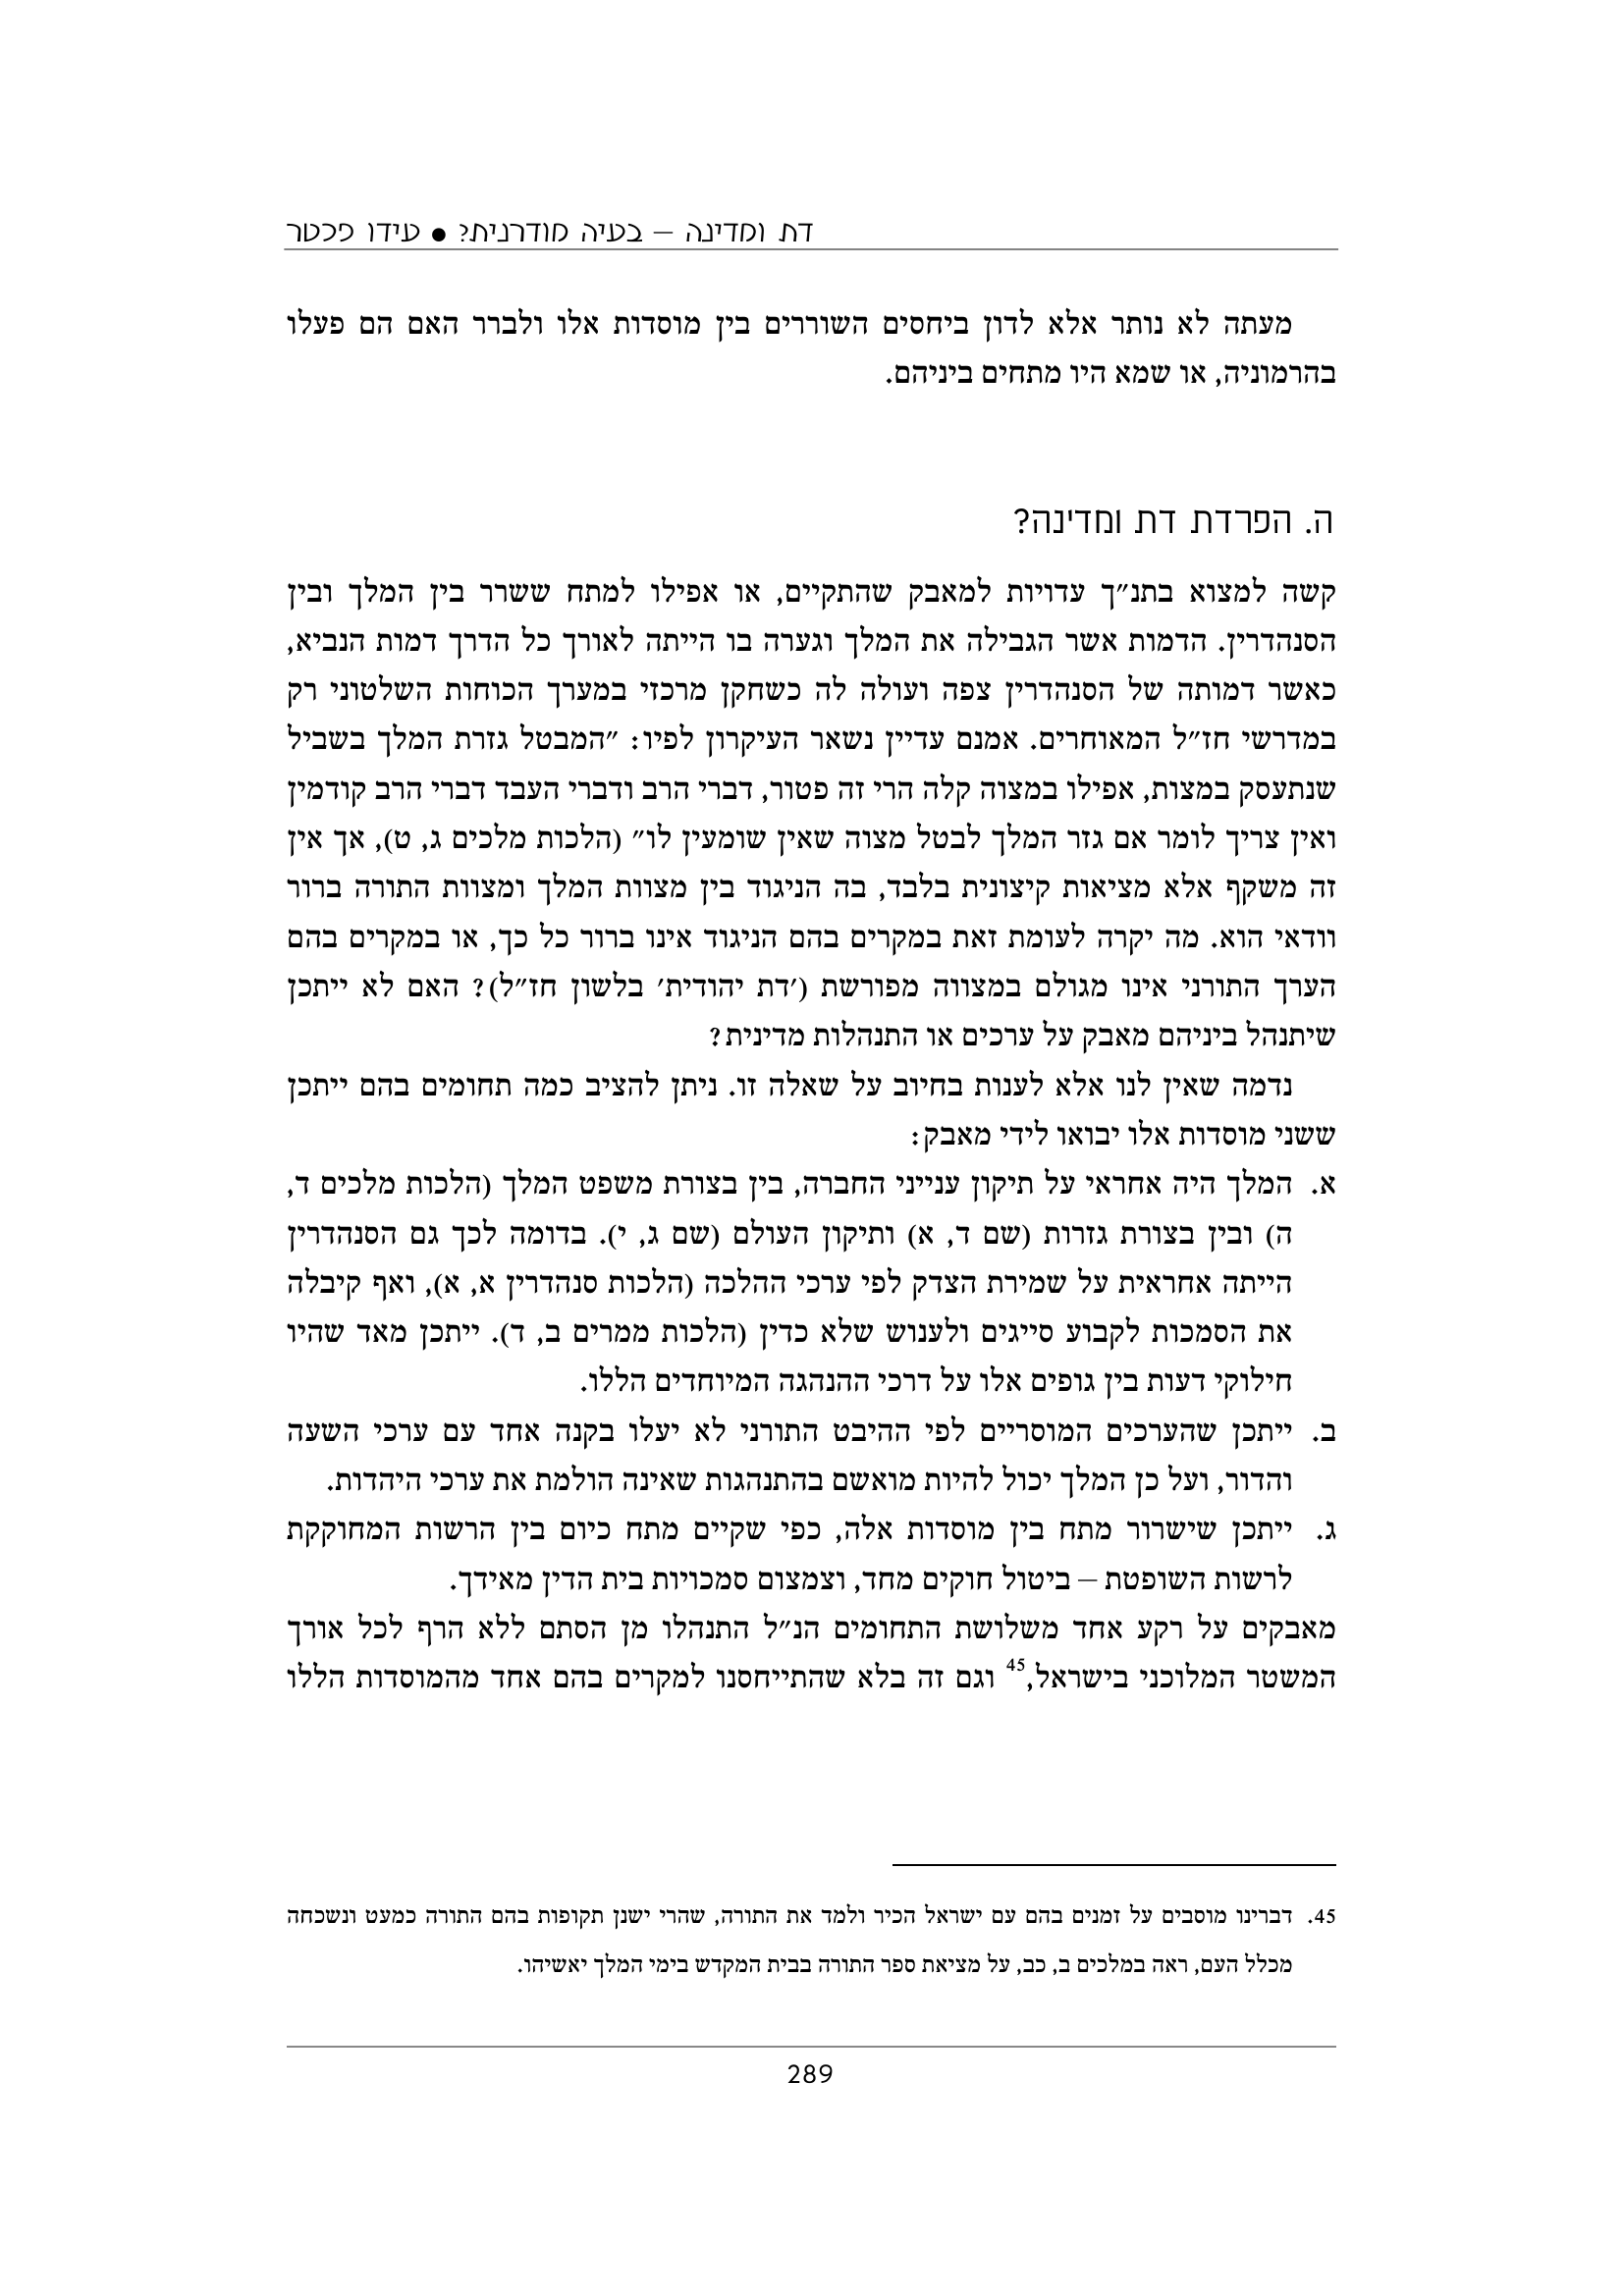 דת ומדינה – בעיה מודרנית? ● עידו פכטר
מעתה לא נותר אלא לדון ביחסים השוררים בין מוסדות אלו ולברר האם הם פעלו
בהרמוניה, או שמא היו מתחים ביניהם.
ה. הפרדת דת ומדינה?
קשה למצוא בתנ״ך עדויות למאבק שהתקיים, או אפילו למתח ששרר בין המלך ובין
הסנהדרין. הדמות אשר הגבילה את המלך וגערה בו הייתה לאורך כל הדרך דמות הנביא,
כאשר דמותה של הסנהדרין צפה ועולה לה כשחקן מרכזי במערך הכוחות השלטוני רק
במדרשי חז״ל המאוחרים. אמנם עדיין נשאר העיקרון לפיו: ״המבטל גזרת המלך בשביל
שנתעסק במצות, אפילו במצוה קלה הרי זה פטור, דברי הרב ודברי העבד דברי הרב קודמין
ואין צריך לומר אם גזר המלך לבטל מצוה שאין שומעין לו״ (הלכות מלכים ג, ט), אך אין
זה משקף אלא מציאות קיצונית בלבד, בה הניגוד בין מצוות המלך ומצוות התורה ברור
וודאי הוא. מה יקרה לעומת זאת במקרים בהם הניגוד אינו ברור כל כך, או במקרים בהם
הערך התורני אינו מגולם במצווה מפורשת (׳דת יהודית׳ בלשון חז״ל)? האם לא ייתכן
שיתנהל ביניהם מאבק על ערכים או התנהלות מדינית?
נדמה שאין לנו אלא לענות בחיוב על שאלה זו. ניתן להציב כמה תחומים בהם ייתכן
ששני מוסדות אלו יבואו לידי מאבק:
א. המלך היה אחראי על תיקון ענייני החברה, בין בצורת משפט המלך (הלכות מלכים ד,
ה) ובין בצורת גזרות (שם ד, א) ותיקון העולם (שם ג, י). בדומה לכך גם הסנהדרין
הייתה אחראית על שמירת הצדק לפי ערכי ההלכה (הלכות סנהדרין א, א), ואף קיבלה
את הסמכות לקבוע סייגים ולענוש שלא כדין (הלכות ממרים ב, ד). ייתכן מאד שהיו
חילוקי דעות בין גופים אלו על דרכי ההנהגה המיוחדים הללו.
ב. ייתכן שהערכים המוסריים לפי ההיבט התורני לא יעלו בקנה אחד עם ערכי השעה
והדור, ועל כן המלך יכול להיות מואשם בהתנהגות שאינה הולמת את ערכי היהדות.
ג. ייתכן שישרור מתח בין מוסדות אלה, כפי שקיים מתח כיום בין הרשות המחוקקת
לרשות השופטת – ביטול חוקים מחד, וצמצום סמכויות בית הדין מאידך.
מאבקים על רקע אחד משלושת התחומים הנ״ל התנהלו מן הסתם ללא הרף לכל אורך
המשטר המלוכני בישראל,45 וגם זה בלא שהתייחסנו למקרים בהם אחד מהמוסדות הללו
45. דברינו מוסבים על זמנים בהם עם ישראל הכיר ולמד את התורה, שהרי ישנן תקופות בהם התורה כמעט ונשכחה
מכלל העם, ראה במלכים ב, כב, על מציאת ספר התורה בבית המקדש בימי המלך יאשיהו.
289